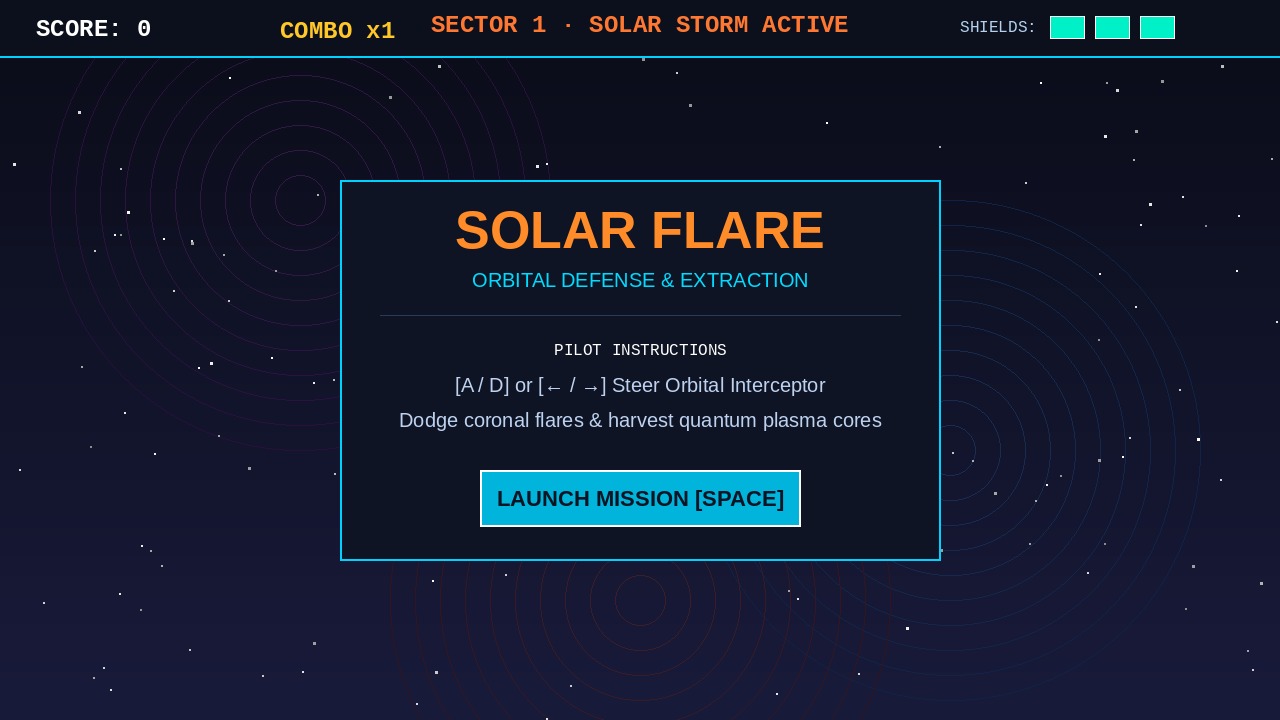 SCORE: 0
COMBO x1
SECTOR 1 · SOLAR STORM ACTIVE
SHIELDS:
SOLAR FLARE
ORBITAL DEFENSE & EXTRACTION
PILOT INSTRUCTIONS
[A / D] or [← / →] Steer Orbital Interceptor
Dodge coronal flares & harvest quantum plasma cores
LAUNCH MISSION [SPACE]